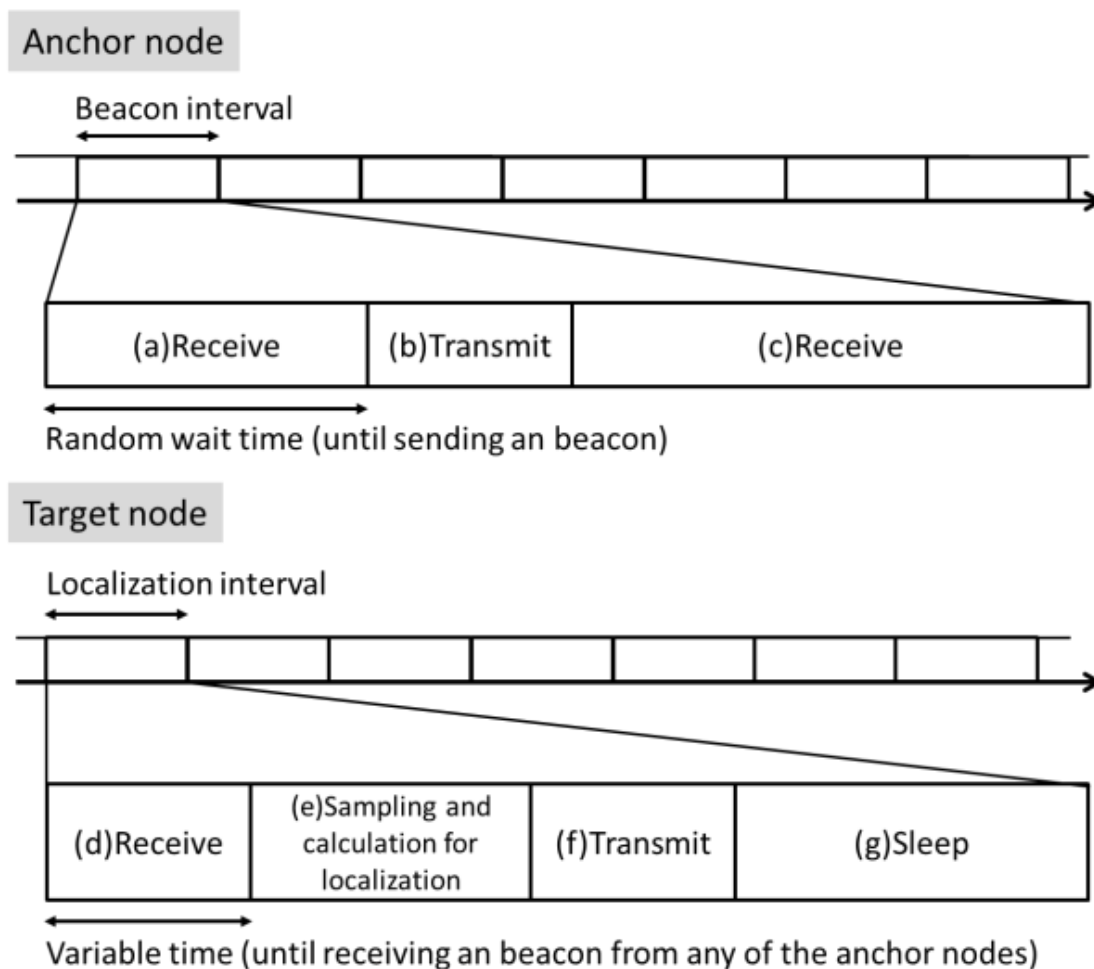 Anchor node
Beacon interval
(a)Receive
(b)Transmit
(c)Receive
Random wait time (until sending an beacon)
Target node
Localization interval
(d)Receive
(e)Sampling and
calculation for
localization
(f)Transmit
(g)Sleep
Variable time (until receiving an beacon from any of the anchor nodes)